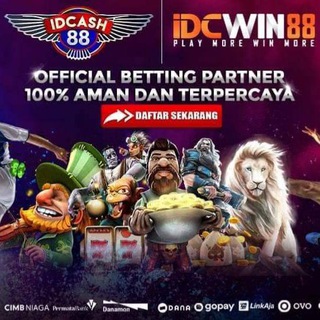 IDCASH
88
iDCWIN88
PLAY MORE WIN MORE
OFFICIAL BETTING PARTNER
100% AMAN DAN TERPERCAYA
DAFTAR SEKARANG
CIMB NIAGA PermataBank Danamon DANA gopay LinkAja OVO